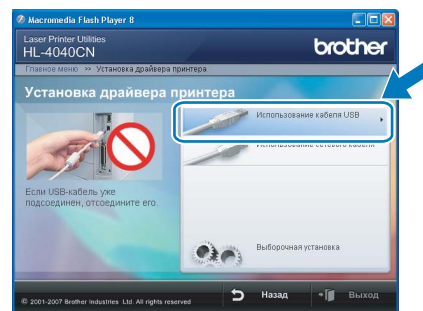 Macromedia Flash Player 8
Laser Printer Utilities
HL-4040CN
brother
Главное меню >> Установка драйвера принтера
Установка драйвера принтера
Использование кабеля USB
Использование сетевого кабеля
Если USB-кабель уже
подсоединен, отсоедините его.
Выборочная установка
© 2001-2007 Brother Industries Ltd. All rights reserved
Назад
Выход